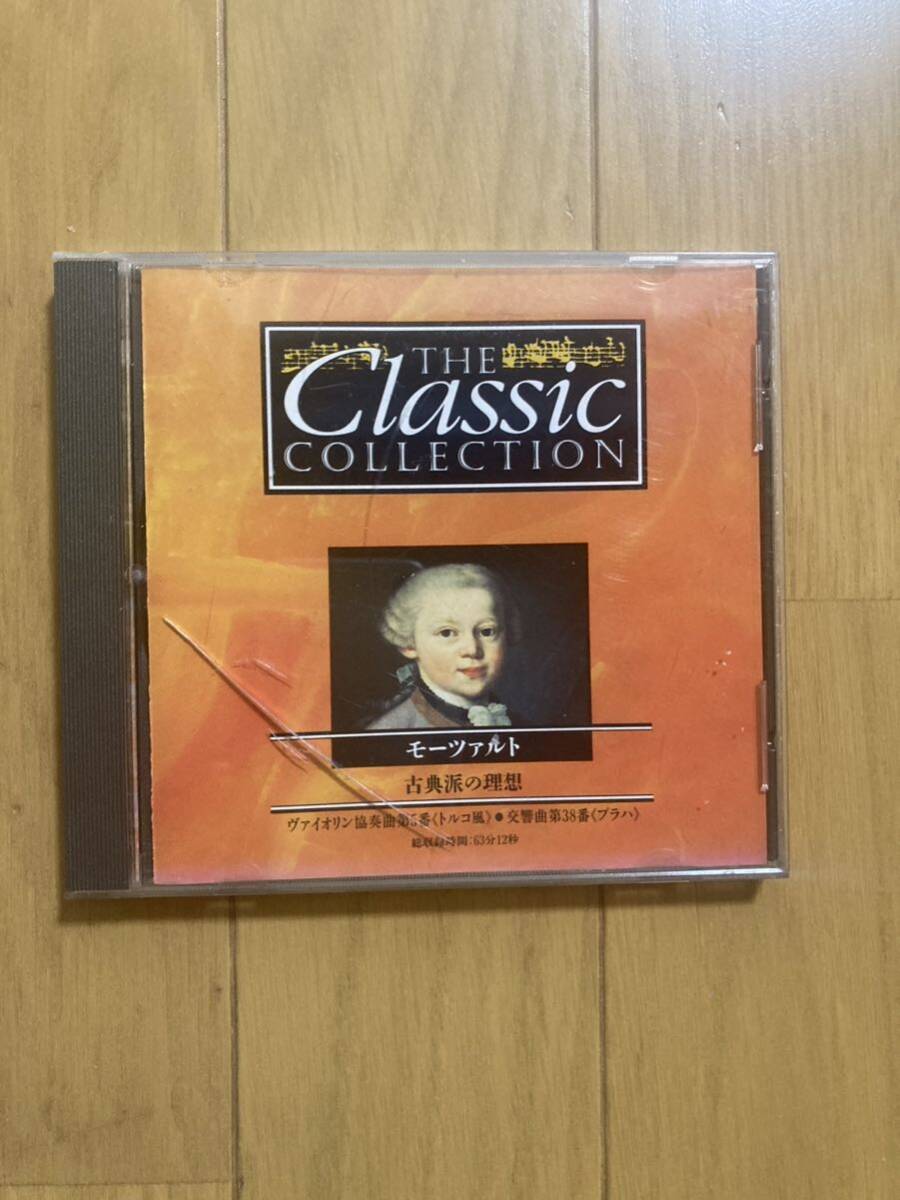 THE
Classic
COLLECTION
モーツァルト
古典派の理想
ヴァイオリン協奏曲第5番〈トルコ風〉●交響曲第38番〈プラハ〉
総収録時間：63分12秒